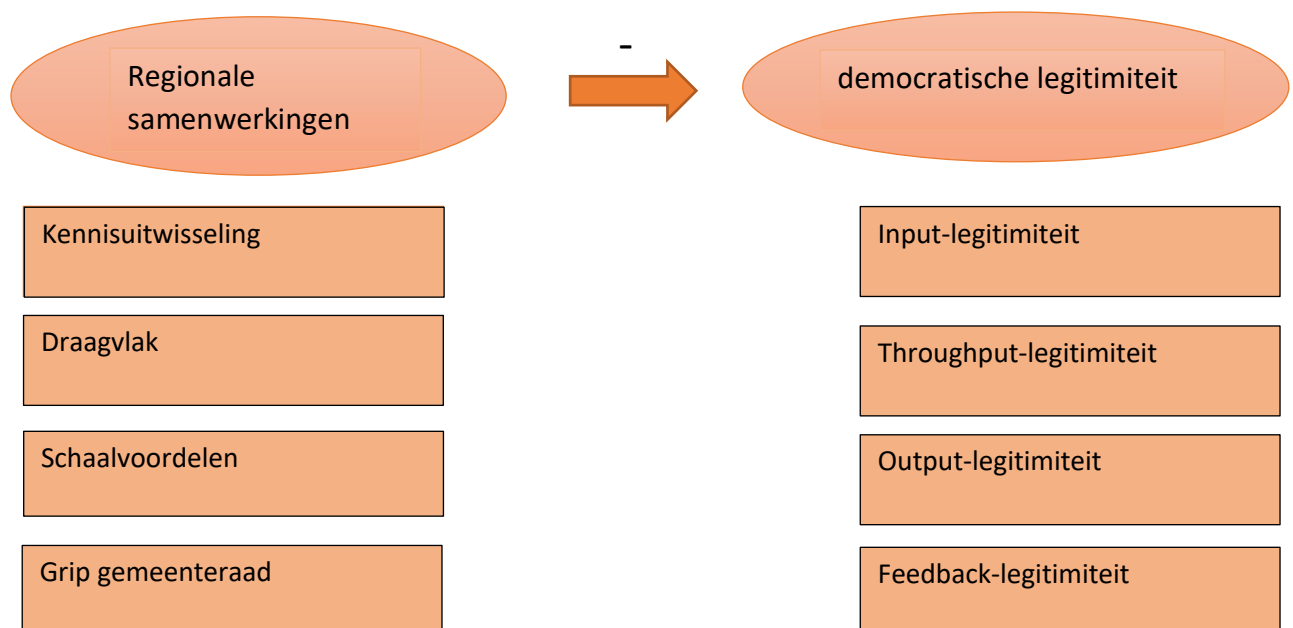 Regionale
samenwerkingen
-
democratische legitimiteit
Kennisuitwisseling
Input-legitimiteit
Draagvlak
Throughput-legitimiteit
Schaalvoordelen
Output-legitimiteit
Grip gemeenteraad
Feedback-legitimiteit